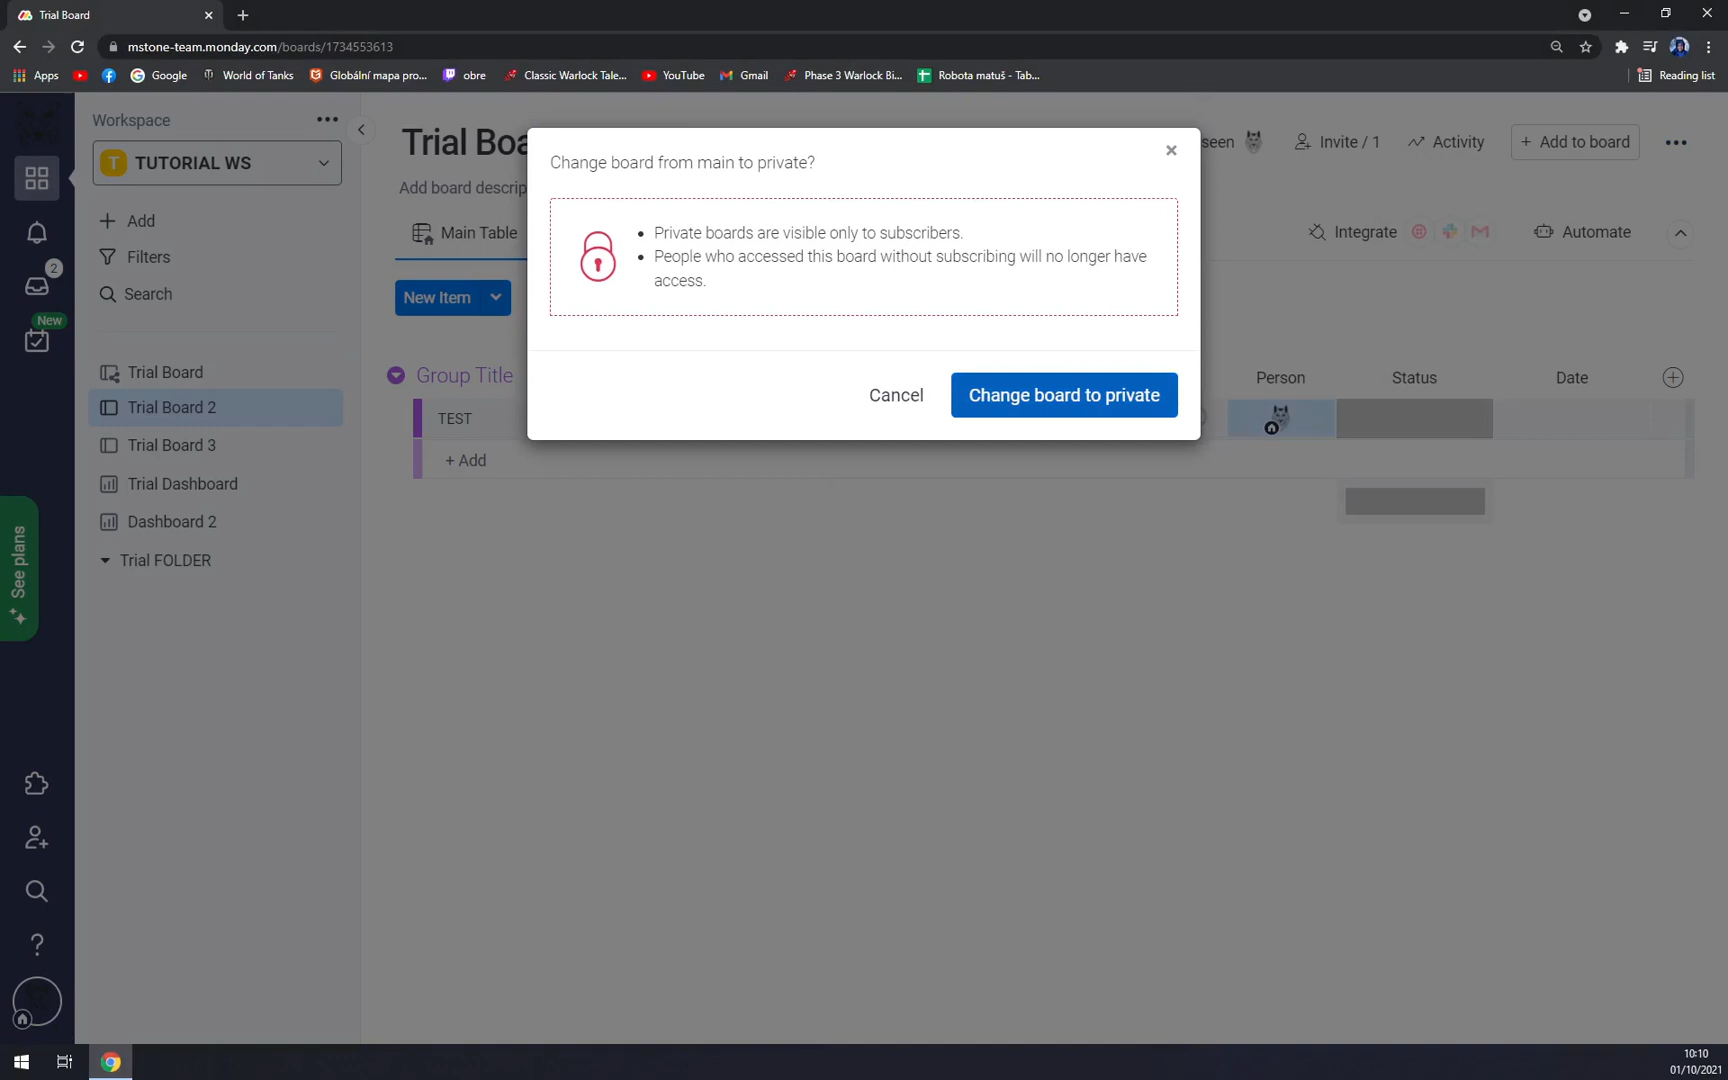 Trial Board
mstone-team.monday.com/boards/1734553613
Apps
Google
World of Tanks
Globální mapa pro...
obre
Classic Warlock Tale...
YouTube
Gmail
Phase 3 Warlock Bi...
Robota matuš - Tab...
Reading list
Workspace
T TUTORIAL WS
Add
Filters
Search
2
New
Trial Board
Trial Board 2
Trial Board 3
Trial Dashboard
Dashboard 2
Trial FOLDER
See plans
Trial Boa
seen
Invite / 1
Activity
+ Add to board
Add board descrip
Main Table
Integrate
Automate
New Item
Change board from main to private?
Private boards are visible only to subscribers.
People who accessed this board without subscribing will no longer have
access.
Cancel
Change board to private
Group Title
Person
Status
Date
TEST
+ Add
10:10
01/10/2021